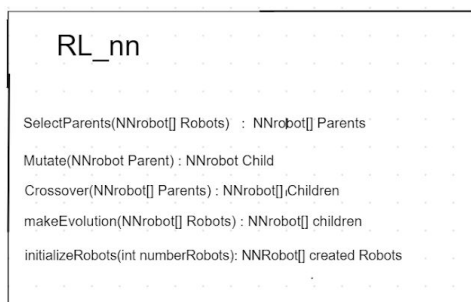 RL_nn
SelectParents(NNrobot[] Robots) : NNrobot[] Parents
Mutate(NNrobot Parent) : NNrobot Child
Crossover(NNrobot[] Parents) : NNrobot[] Children
makeEvolution(NNrobot[] Robots) : NNrobot[] children
initializeRobots(int numberRobots): NNRobot[] created Robots